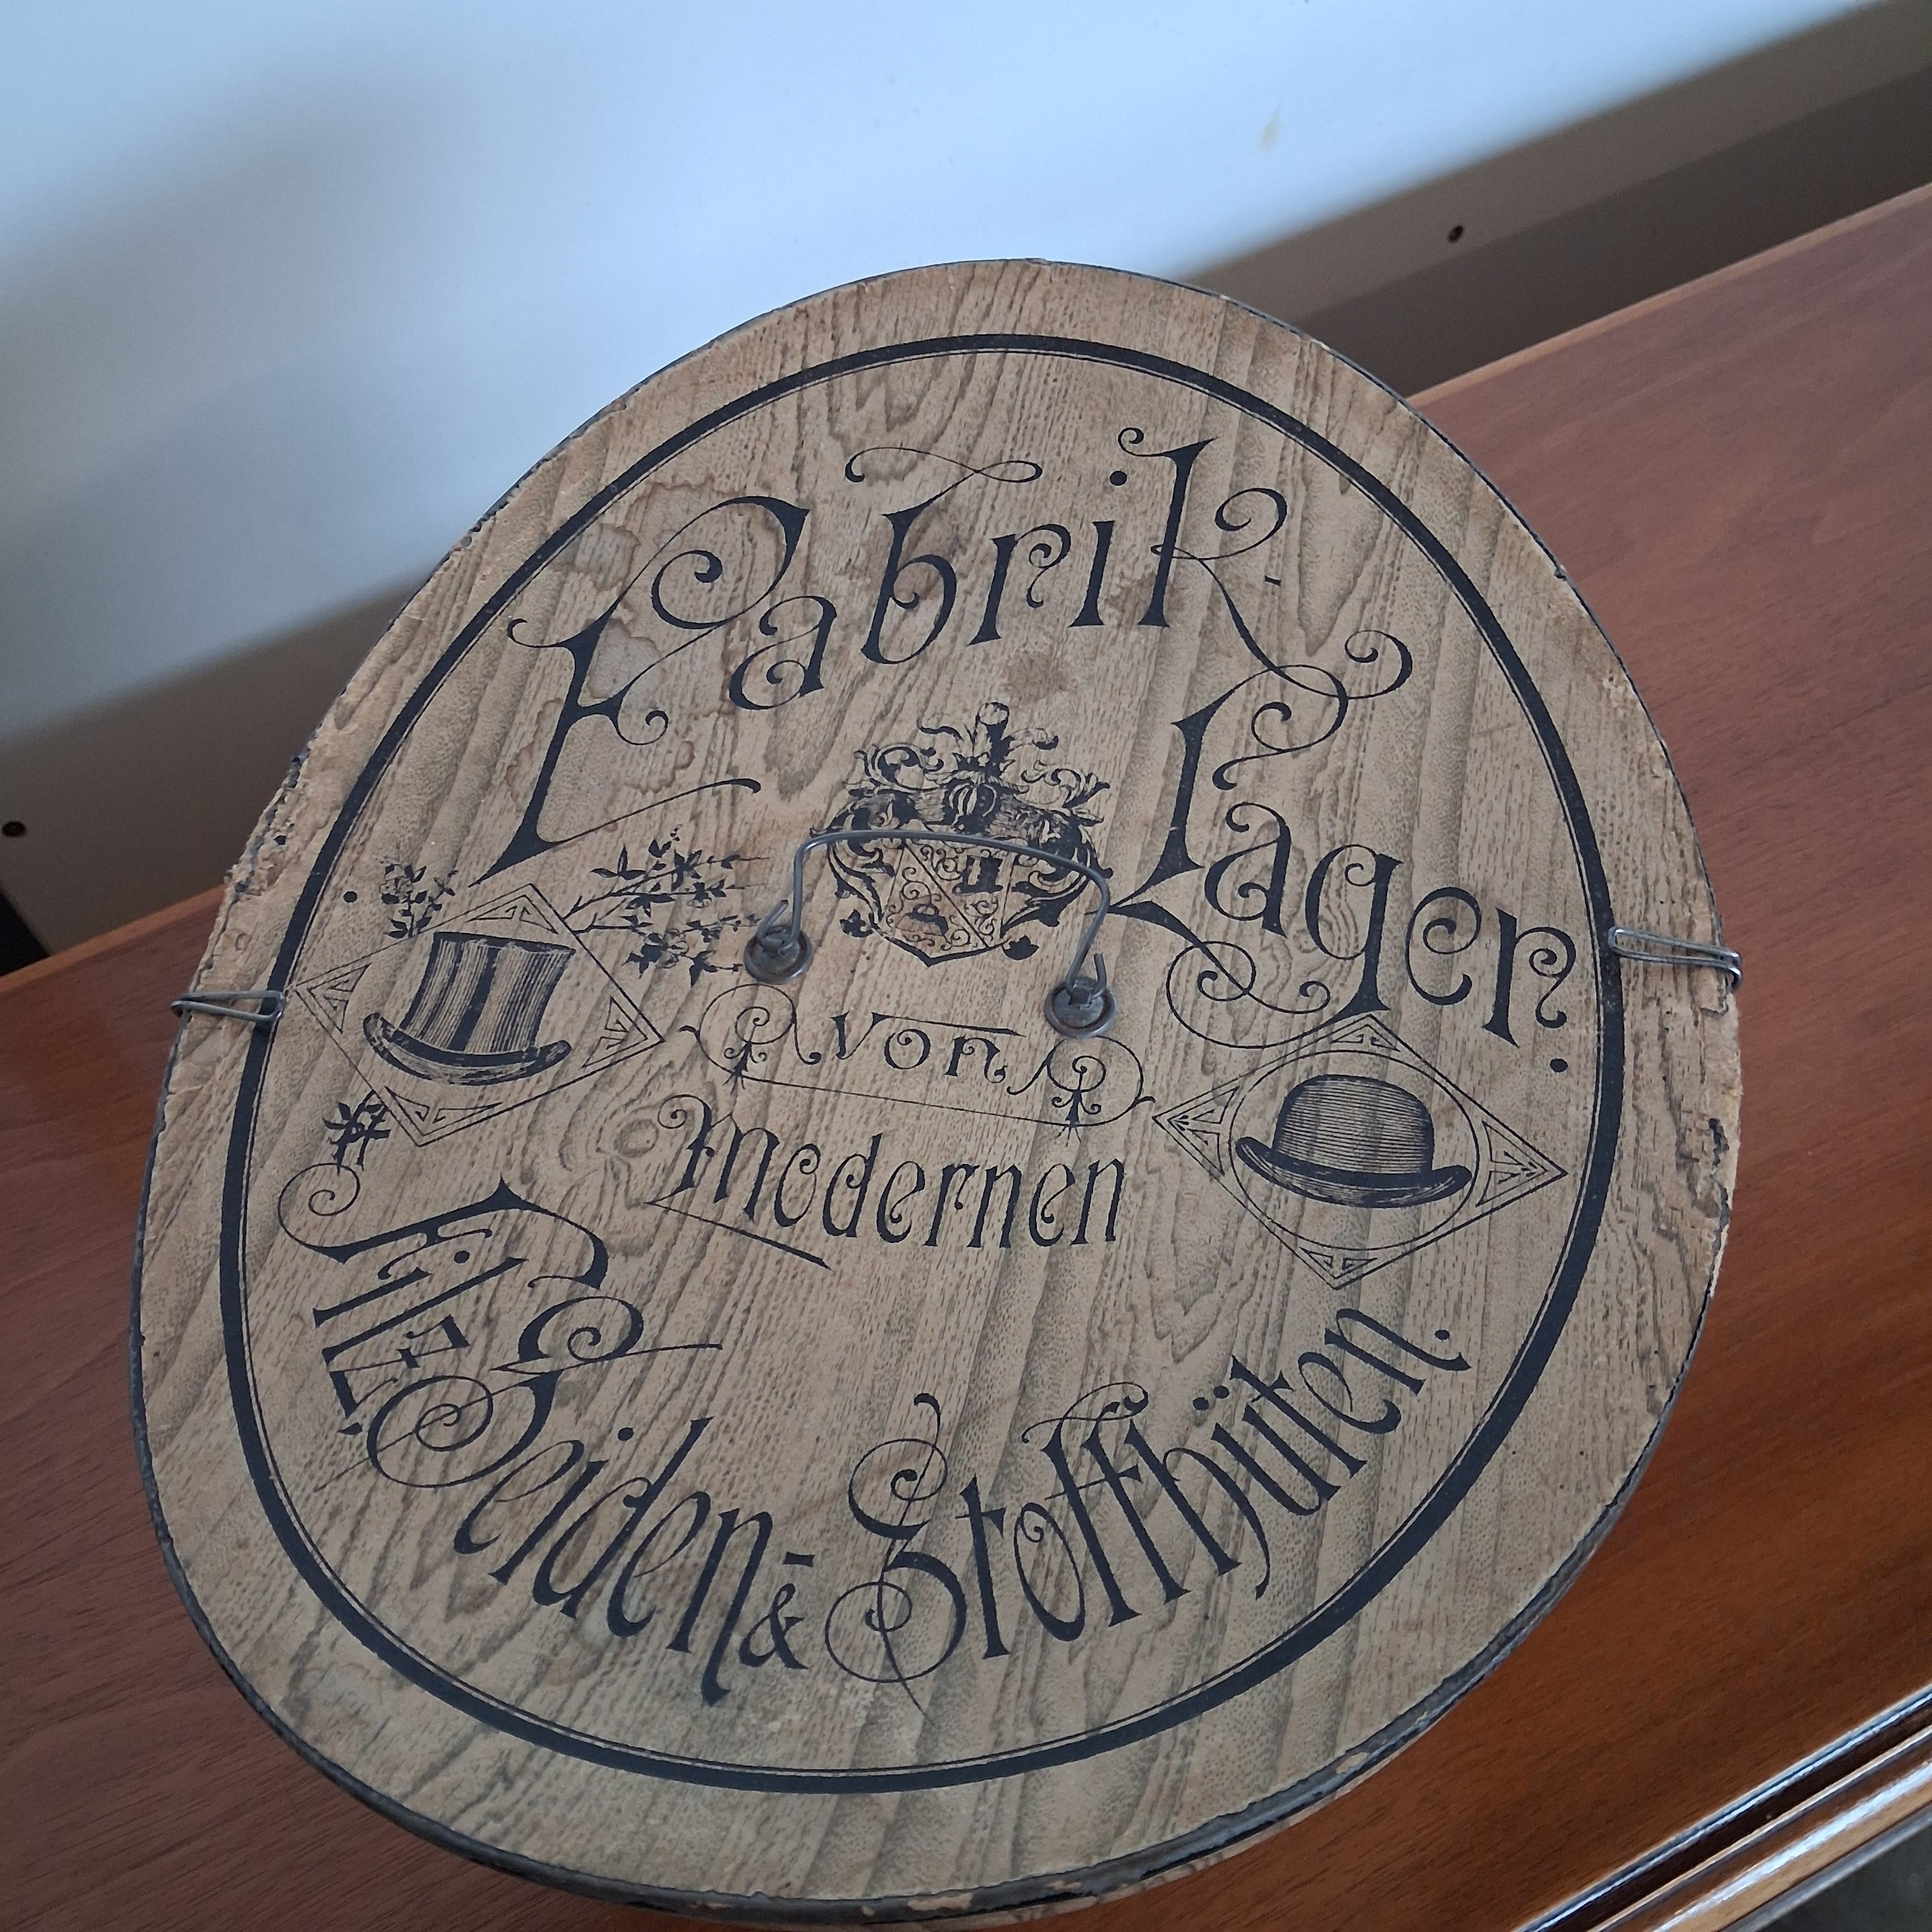 Fabrik-
Lager.
von
Modernen
FILZ-
Seiden- & Stoffhüten.